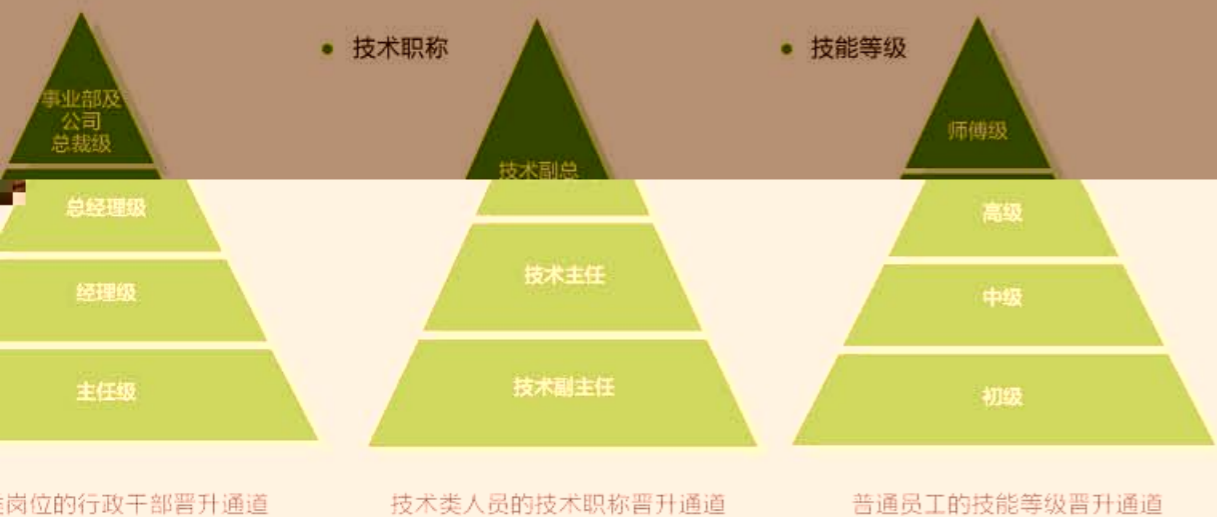 技术职称
技能等级
事业部及
公司
总裁级
技术副总
师傅级
总经理级
高级
经理级
技术主任
中级
主任级
技术副主任
初级
岗位的行政干部晋升通道
技术类人员的技术职称晋升通道
普通员工的技能等级晋升通道